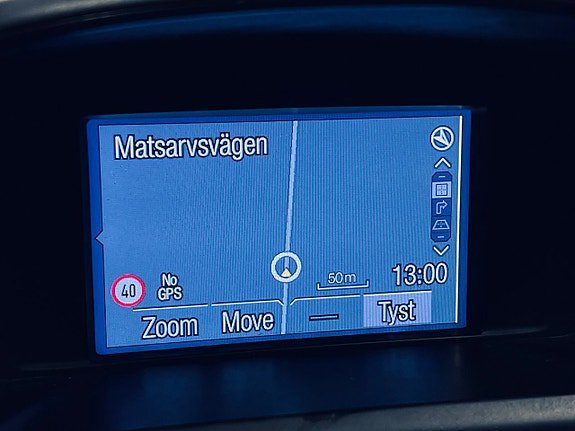 Matsarvsvägen
50m
13:00
40
No
GPS
Zoom Move Tyst